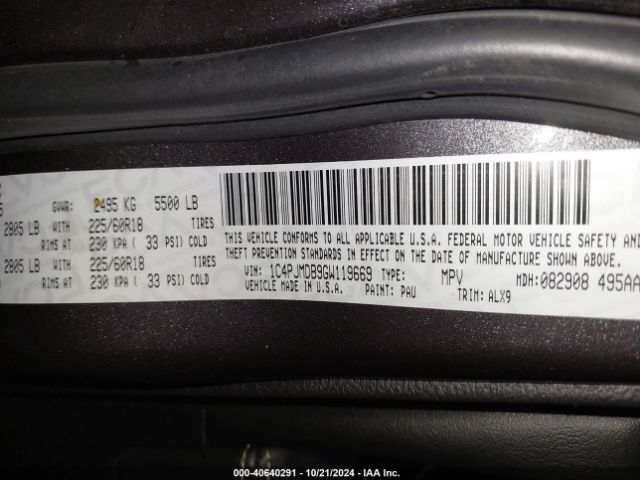 GVWR: 2495 KG 5500 LB
2805 LB WITH 225/60R18 TIRES
RIMS AT 230 KPA ( 33 PSI) COLD
2805 LB WITH 225/60R18 TIRES
RIMS AT 230 KPA ( 33 PSI) COLD
THIS VEHICLE CONFORMS TO ALL APPLICABLE U.S.A. FEDERAL MOTOR VEHICLE SAFETY AND
THEFT PREVENTION STANDARDS IN EFFECT ON THE DATE OF MANUFACTURE SHOWN ABOVE.
VIN: 1C4PJMDB9GW119669 TYPE: MPV MDH: 082908 495AA
VEHICLE MADE IN U.S.A. PAINT: PAU TRIM: ALX9
000-40640291 - 10/21/2024 - IAA Inc.